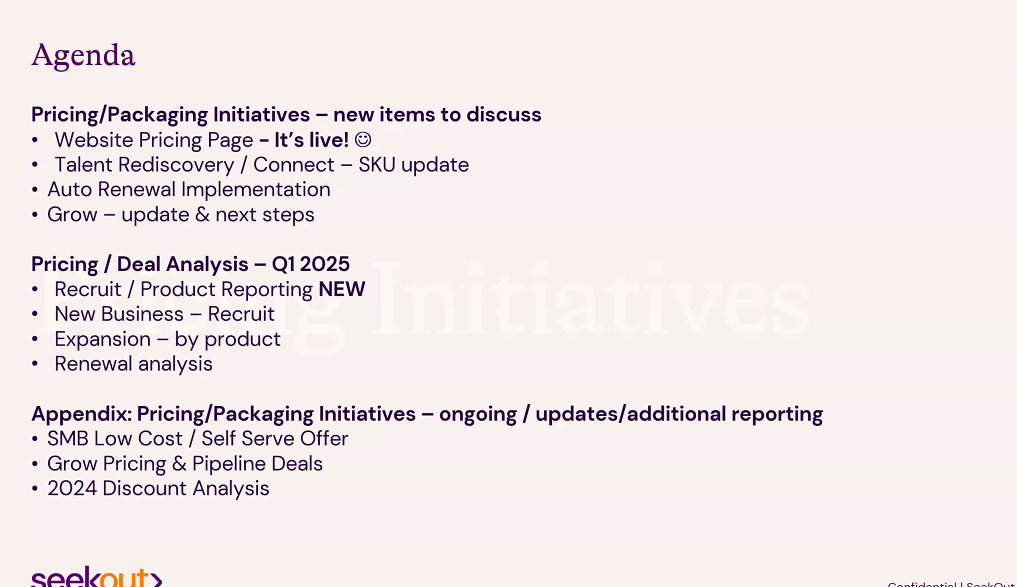 Agenda
Pricing/Packaging Initiatives – new items to discuss
• Website Pricing Page - It’s live! ☺
• Talent Rediscovery / Connect – SKU update
• Auto Renewal Implementation
• Grow – update & next steps
Pricing / Deal Analysis – Q1 2025
• Recruit / Product Reporting NEW
• New Business – Recruit
• Expansion – by product
• Renewal analysis
Initiatives
Appendix: Pricing/Packaging Initiatives – ongoing / updates/additional reporting
• SMB Low Cost / Self Serve Offer
• Grow Pricing & Pipeline Deals
• 2024 Discount Analysis
seekout
Confidential | SeekOut